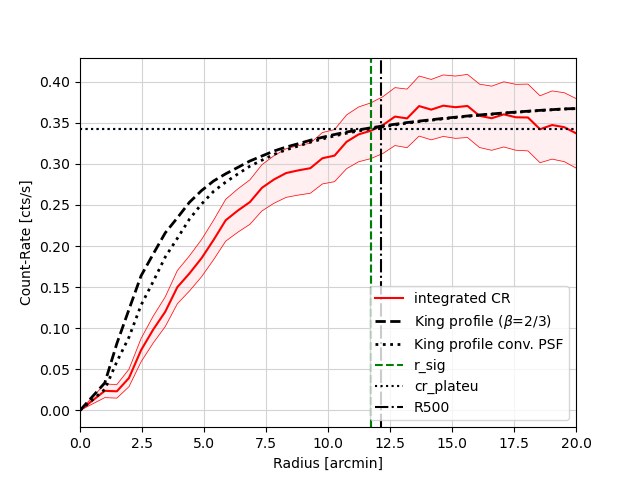 0.40
0.35
0.30
0.25
0.20
0.15
0.10
0.05
0.00
Count-Rate [cts/s]
integrated CR
King profile (β=2/3)
King profile conv. PSF
r_sig
cr_plateu
R500
0.0 2.5 5.0 7.5 10.0 12.5 15.0 17.5 20.0
Radius [arcmin]